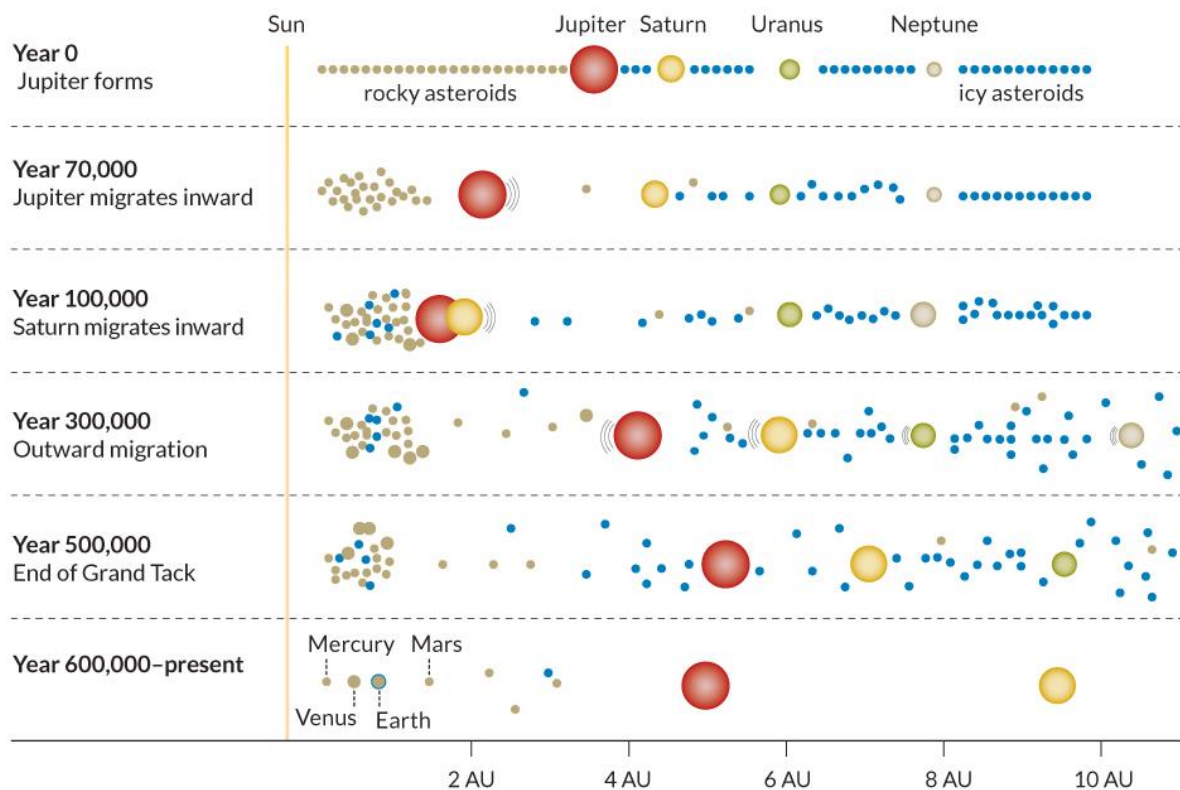 Sun
Jupiter
Saturn
Uranus
Neptune
Year 0
Jupiter forms
rocky asteroids
icy asteroids
Year 70,000
Jupiter migrates inward
Year 100,000
Saturn migrates inward
Year 300,000
Outward migration
Year 500,000
End of Grand Tack
Year 600,000–present
Mercury
Mars
Venus
Earth
2 AU
4 AU
6 AU
8 AU
10 AU